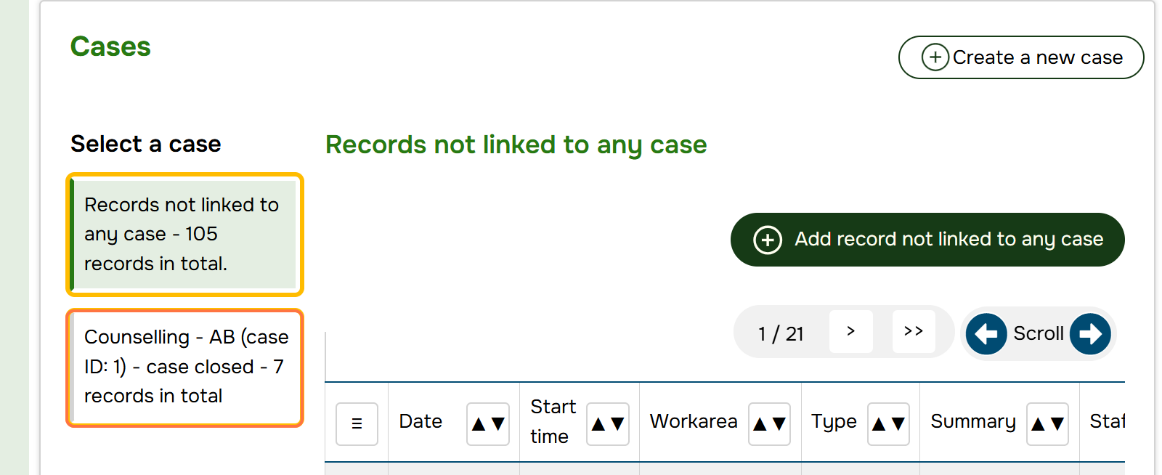 Cases
Create a new case
Select a case
Records not linked to
any case - 105
records in total.
Counselling - AB (case
ID: 1) - case closed - 7
records in total
Records not linked to any case
Add record not linked to any case
1 / 21 > >>
Scroll
Date
Start
time
Workarea
Type
Summary
Staf